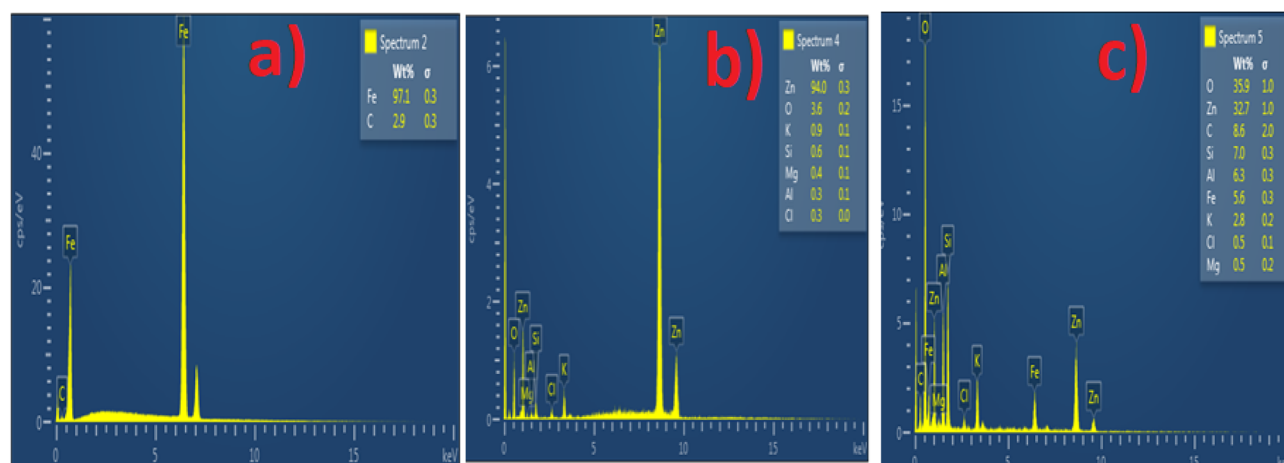 a)
Spectrum 2
Wt% σ
Fe 97.1 0.3
C 2.9 0.3
Fe
Fe
C
cps/eV
40
20
0
0 5 10 15 keV
b)
Spectrum 4
Wt% σ
Zn 94.0 0.3
O 3.6 0.2
K 0.9 0.1
Si 0.6 0.1
Mg 0.4 0.1
Al 0.3 0.1
Cl 0.3 0.0
Zn
Zn
O
Si
Al
Mg
Cl
K
Zn
cps/eV
6
4
2
0
0 5 10 15 20 keV
c)
Spectrum 5
Wt% σ
O 35.9 1.0
Zn 32.7 1.0
C 8.6 2.0
Si 7.0 0.3
Al 6.3 0.3
Fe 5.6 0.3
K 2.8 0.2
Cl 0.5 0.1
Mg 0.5 0.2
O
Si
Al
Zn
Fe
C
Mg
Cl
K
Fe
Zn
Zn
cps/eV
15
10
5
0
0 5 10 15 keV